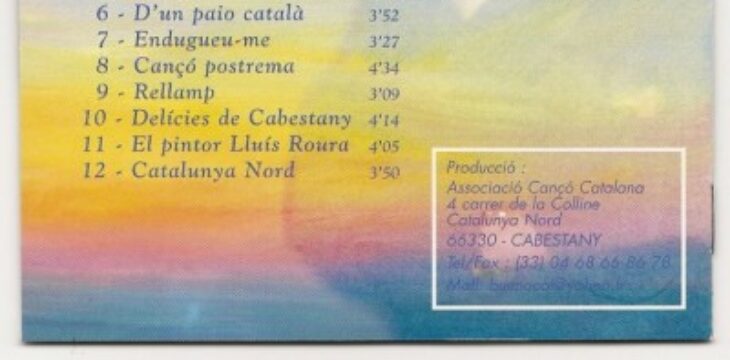 6 - D'un paio català 3'52
7 - Endugueu-me 3'27
8 - Cançó postrema 4'34
9 - Rellamp 3'09
10 - Delícies de Cabestany 4'14
11 - El pintor Lluís Roura 4'05
12 - Catalunya Nord 3'50
Producció :
Associació Cançó Catalana
4 carrer de la Colline
Catalunya Nord
66330 - CABESTANY
Tel/Fax : (33) 04 68 66 86 78
Mail: